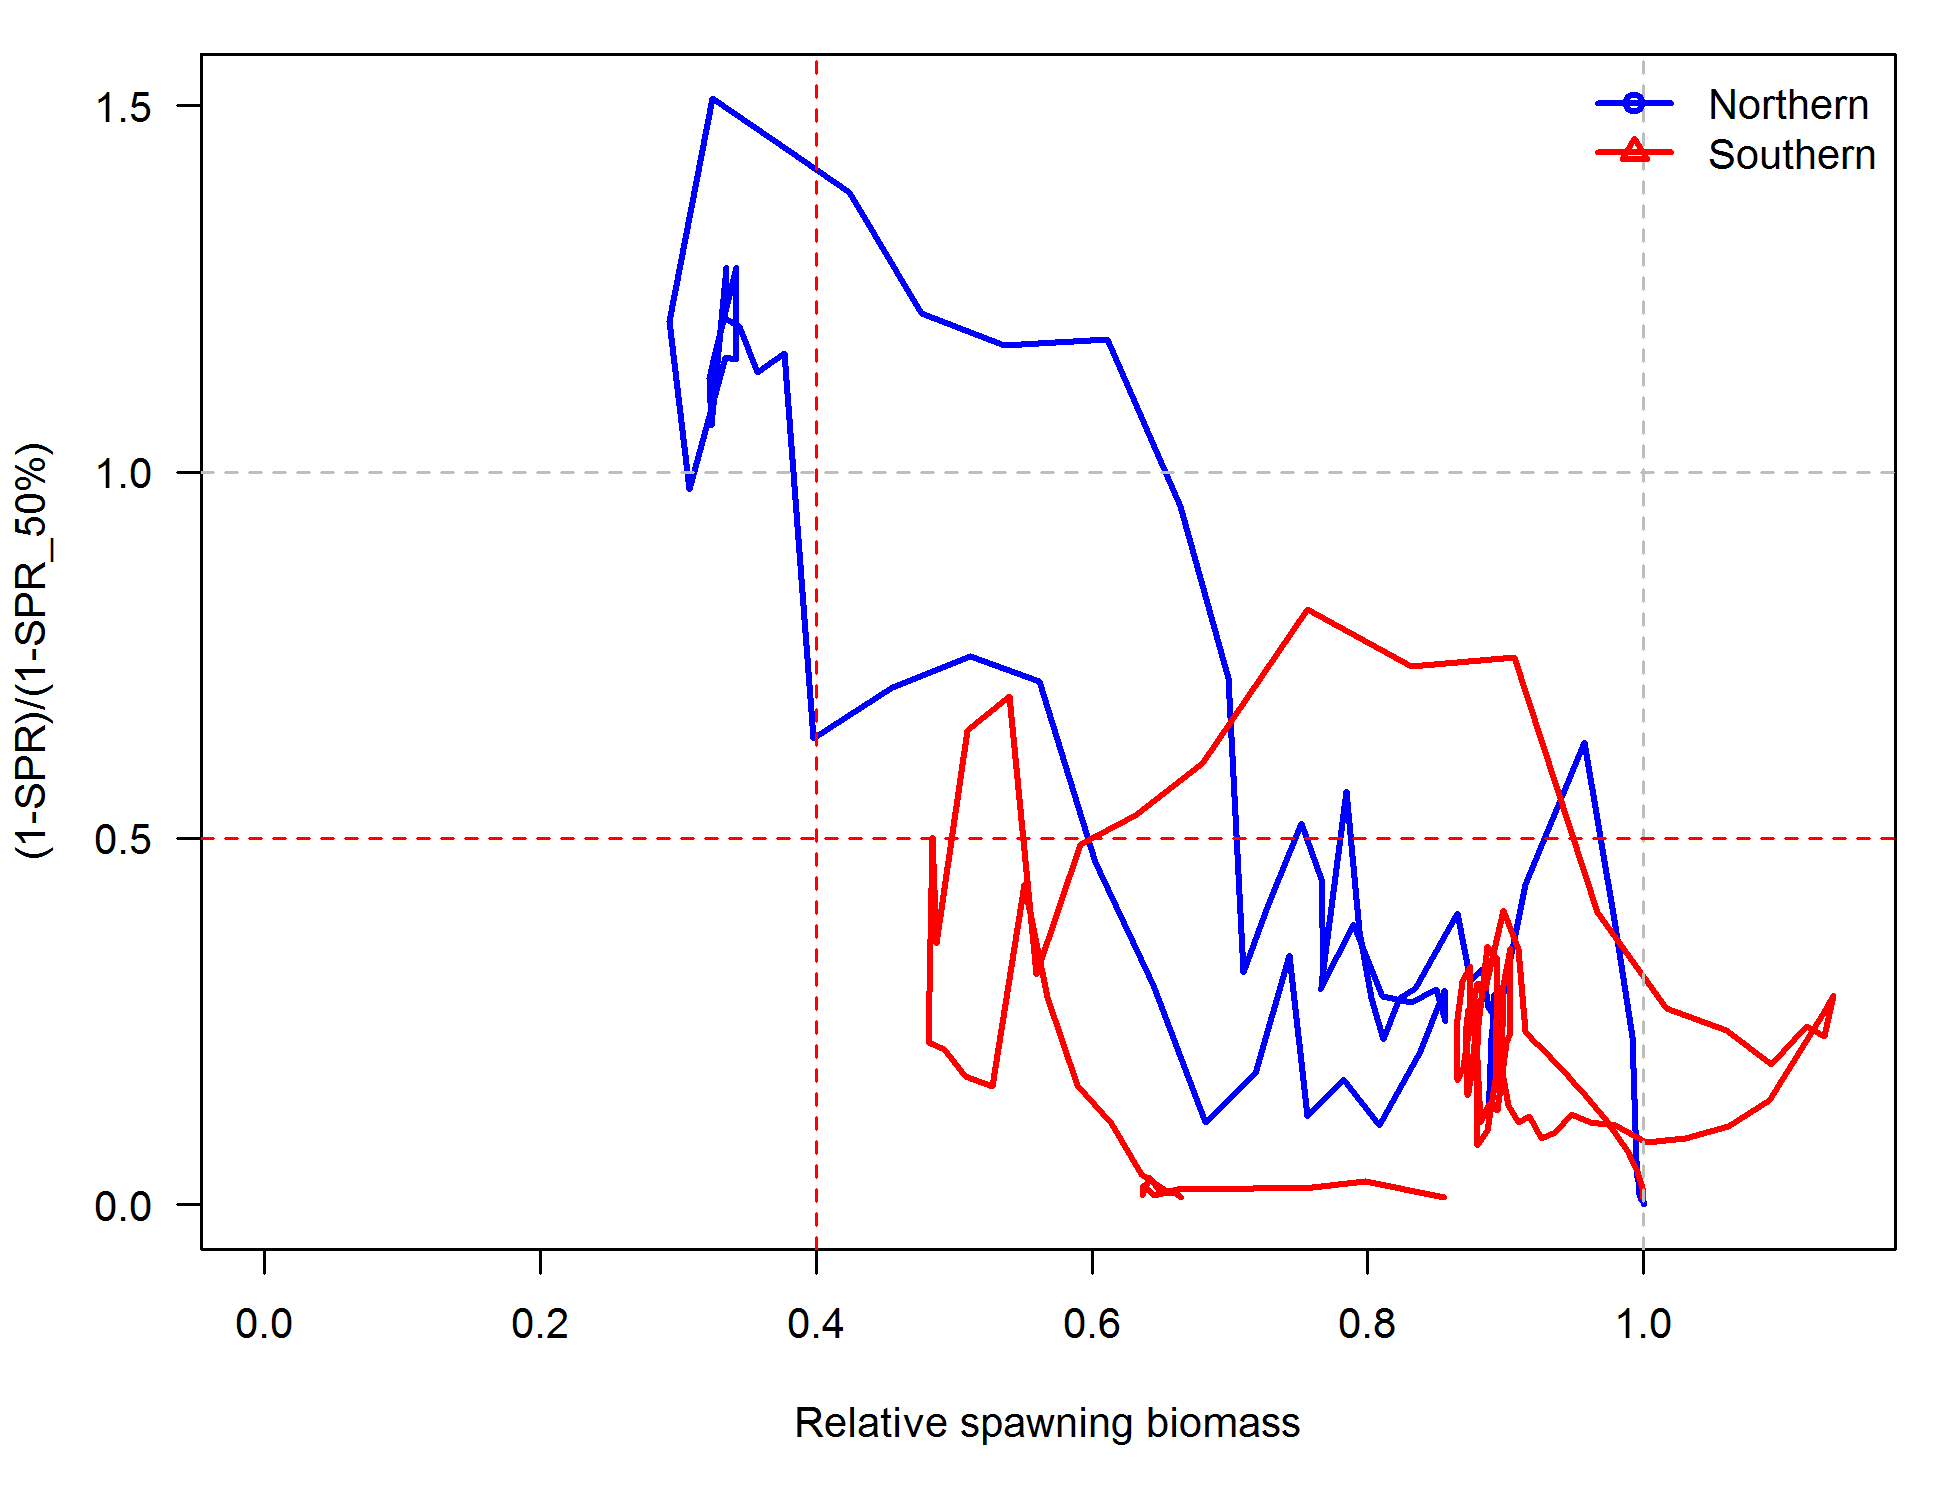 Northern
Southern
1.5
1.0
0.5
0.0
(1-SPR)/(1-SPR_50%)
0.0 0.2 0.4 0.6 0.8 1.0
Relative spawning biomass